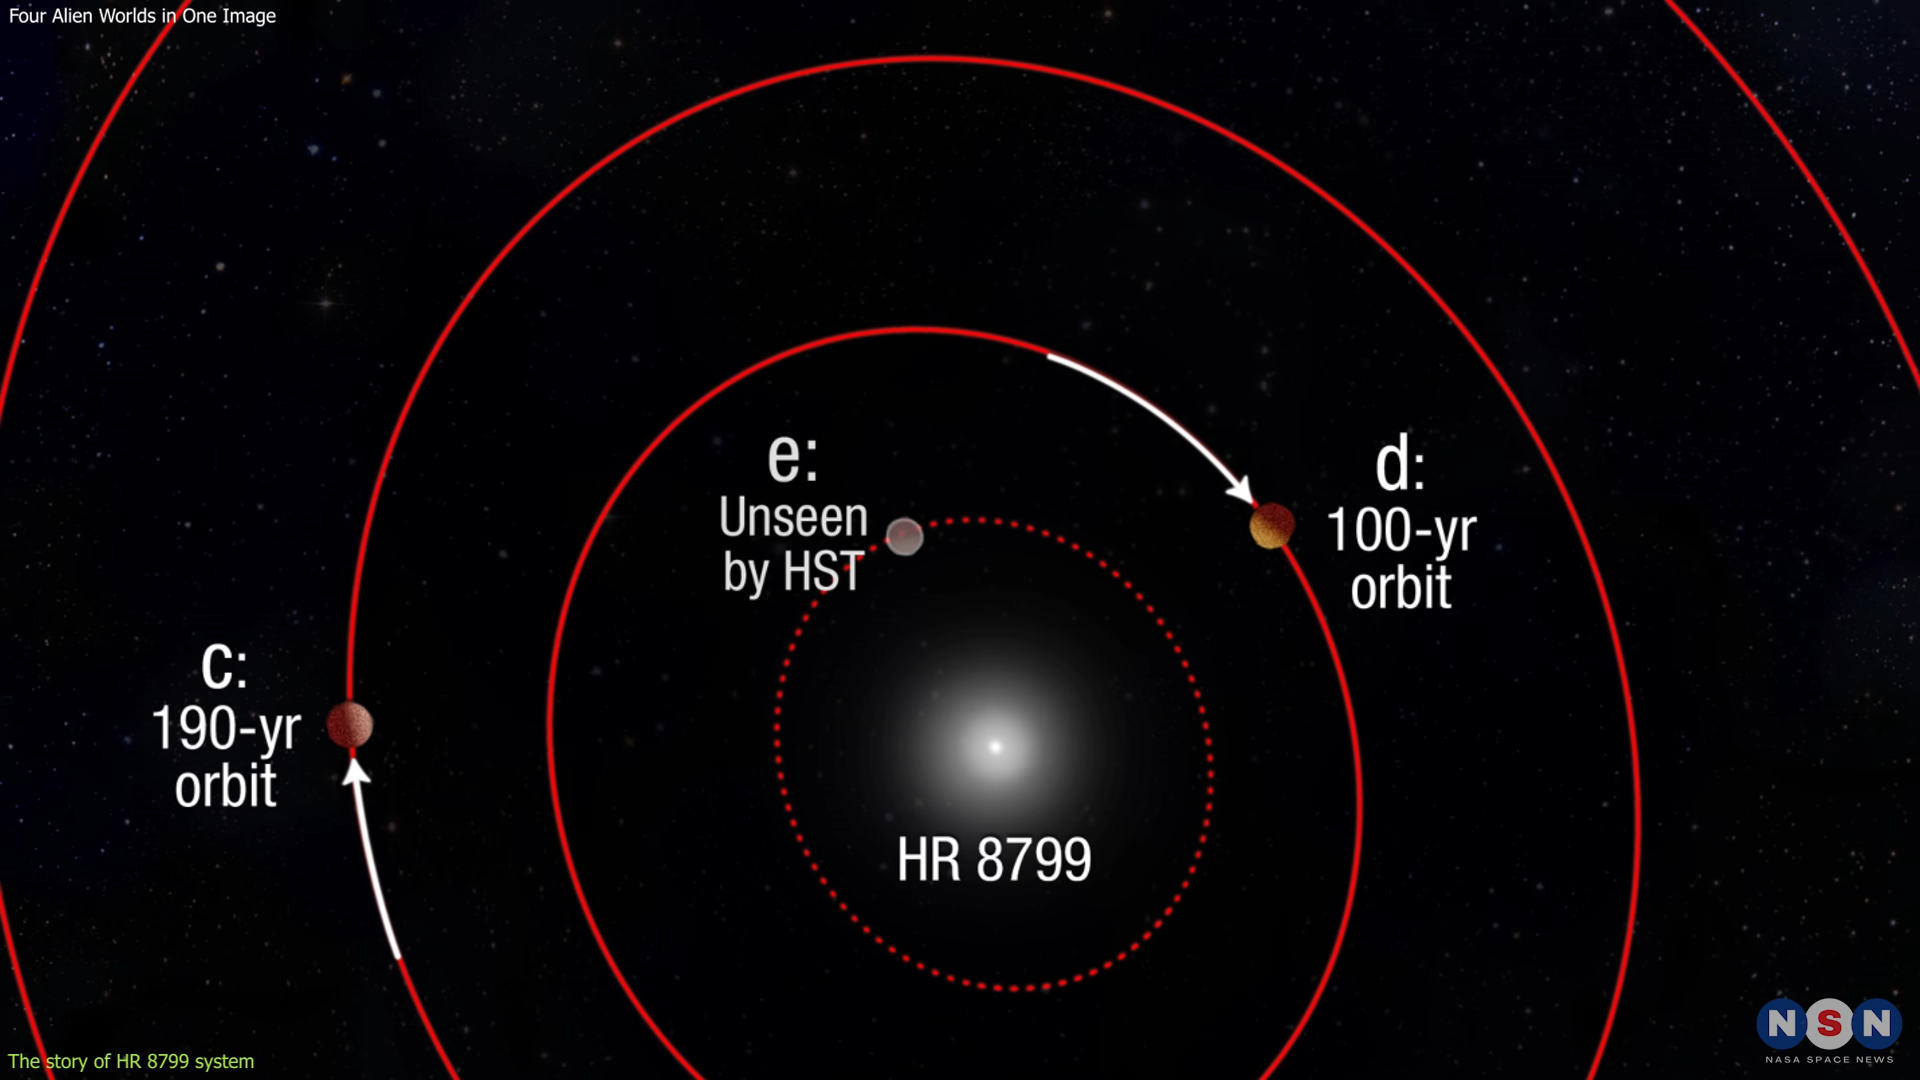 Four Alien Worlds in One Image
e:
Unseen
by HST
d:
100-yr
orbit
c:
190-yr
orbit
HR 8799
The story of HR 8799 system
NSN
NASA SPACE NEWS